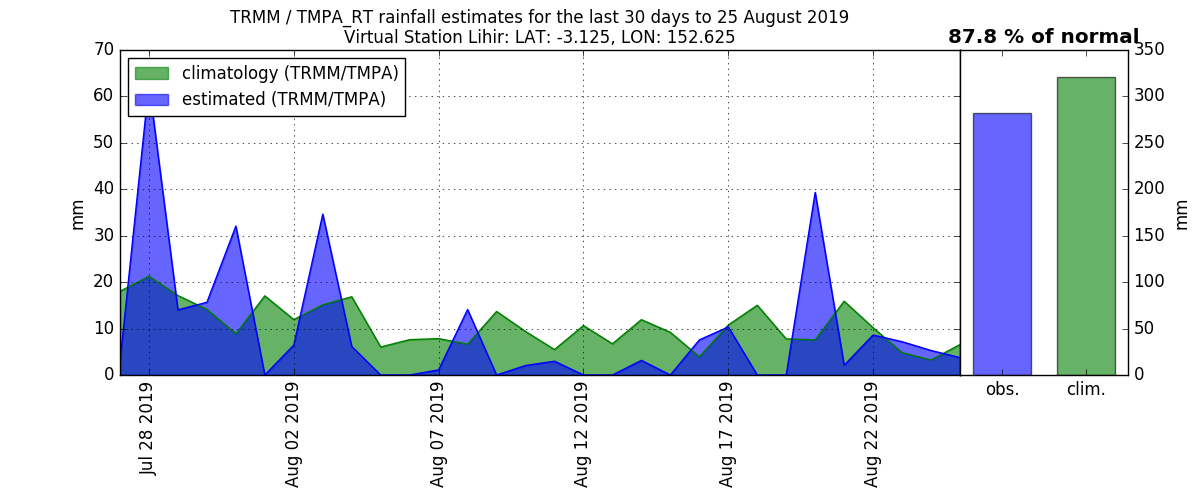 TRMM / TMPA_RT rainfall estimates for the last 30 days to 25 August 2019
Virtual Station Lihir: LAT: -3.125, LON: 152.625
87.8 % of normal
climatology (TRMM/TMPA)
estimated (TRMM/TMPA)
70
60
50
40
30
20
10
0
mm
Jul 28 2019
Aug 02 2019
Aug 07 2019
Aug 12 2019
Aug 17 2019
Aug 22 2019
obs.
clim.
350
300
250
200
150
100
50
0
mm